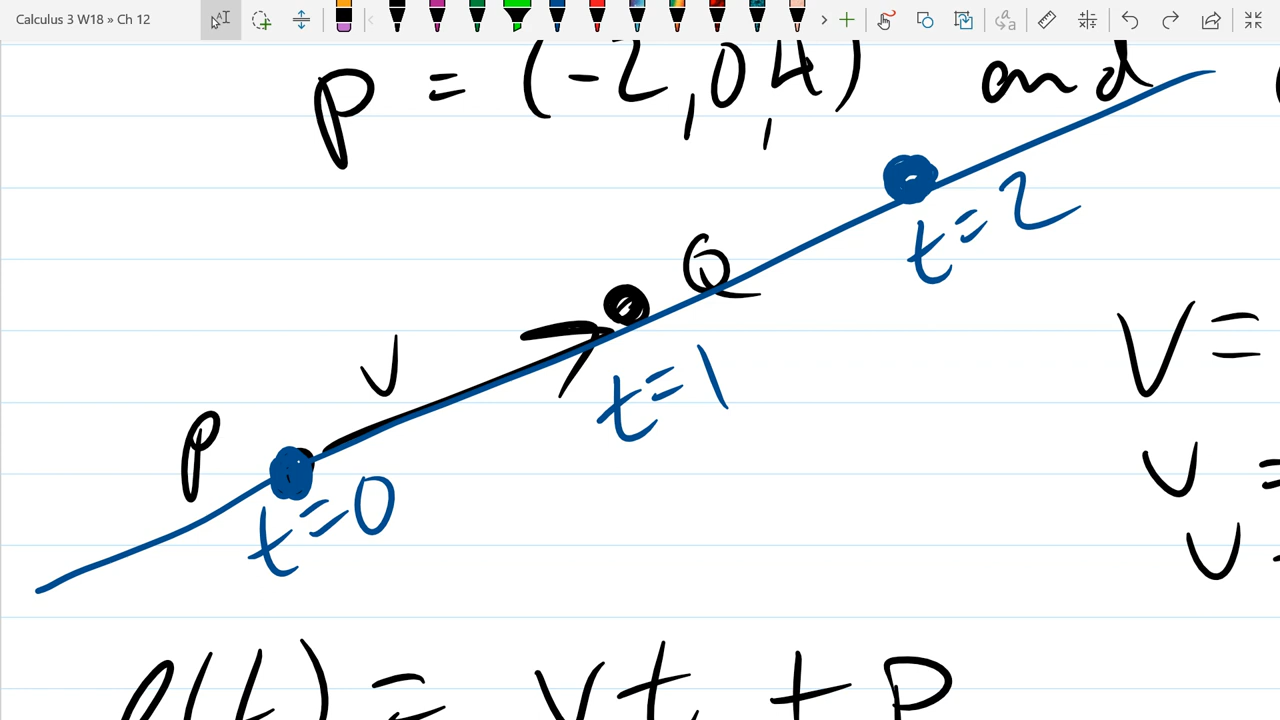 Calculus 3 W18 » Ch 12
P = (-2,0,4) and (
t=2
Q
V =
v
t=1
P
v =
t=0
v
l(t) = vt + P